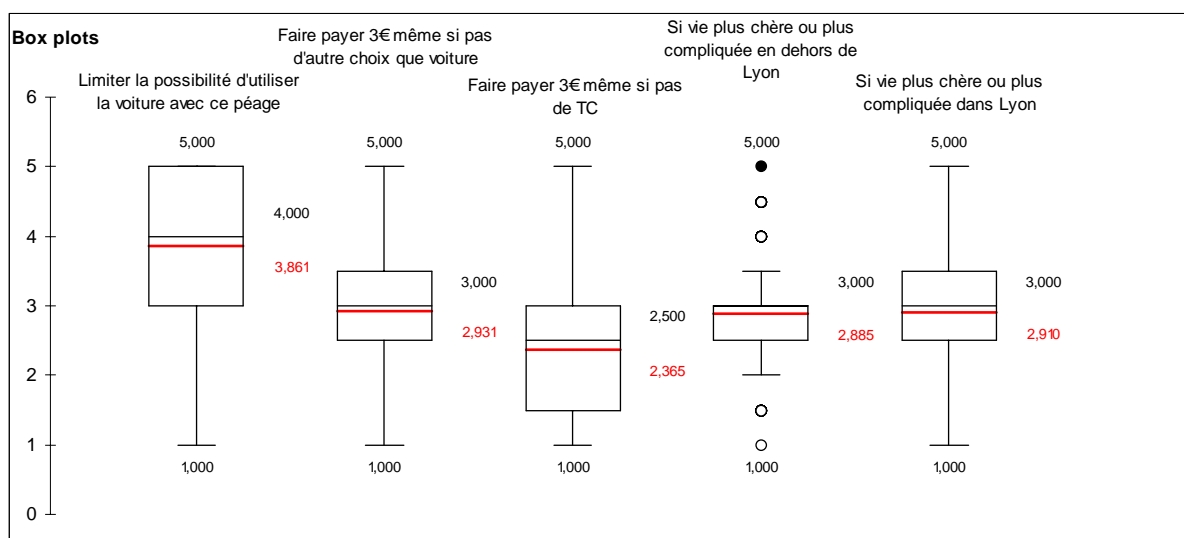 Box plots
Faire payer 3€ même si pas
d'autre choix que voiture
Si vie plus chère ou plus
compliquée en dehors de
Lyon
Limiter la possibilité d'utiliser
la voiture avec ce péage
Faire payer 3€ même si pas
de TC
Si vie plus chère ou plus
compliquée dans Lyon
6
5,000 5,000 5,000 5,000 5,000
5
4,000
4
3,861
3,000 3,000 3,000
3
2,931 2,500 2,885 2,910
2,365
2
1
1,000 1,000 1,000 1,000 1,000
0